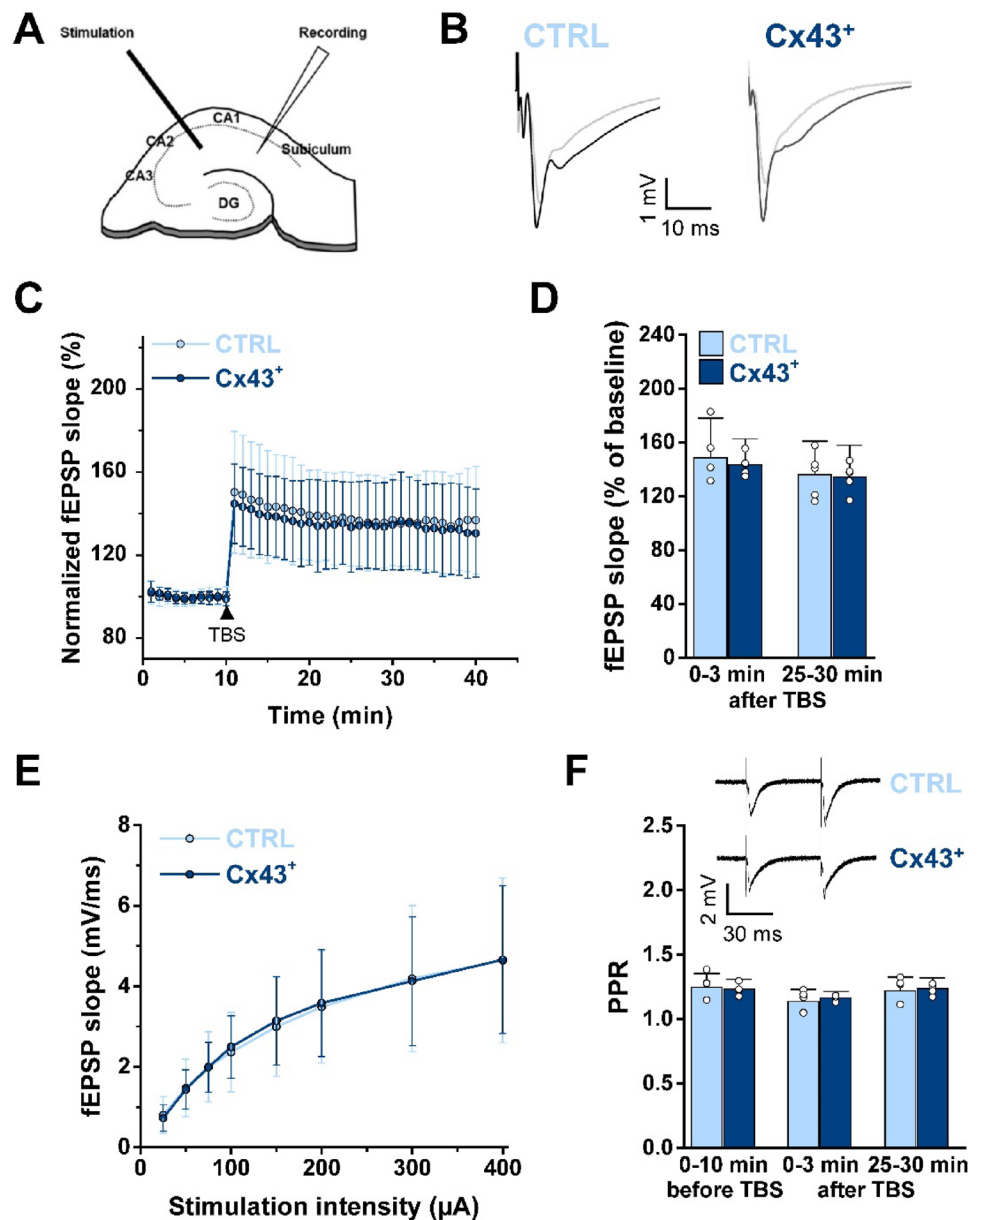 A
Stimulation
Recording
CA1
CA2
Subiculum
CA3
DG
B
CTRL
Cx43⁺
1 mV
10 ms
C
Normalized fEPSP slope (%)
CTRL
Cx43⁺
200
160
120
80
TBS
0 10 20 30 40
Time (min)
D
fEPSP slope (% of baseline)
CTRL
Cx43⁺
240
200
160
120
80
40
0
0-3 min 25-30 min
after TBS
E
fEPSP slope (mV/ms)
CTRL
Cx43⁺
8
6
4
2
0
0 100 200 300 400
Stimulation intensity (µA)
F
CTRL
Cx43⁺
2 mV
30 ms
PPR
2.5
2.0
1.5
1.0
0.5
0.0
0-10 min 0-3 min 25-30 min
before TBS after TBS